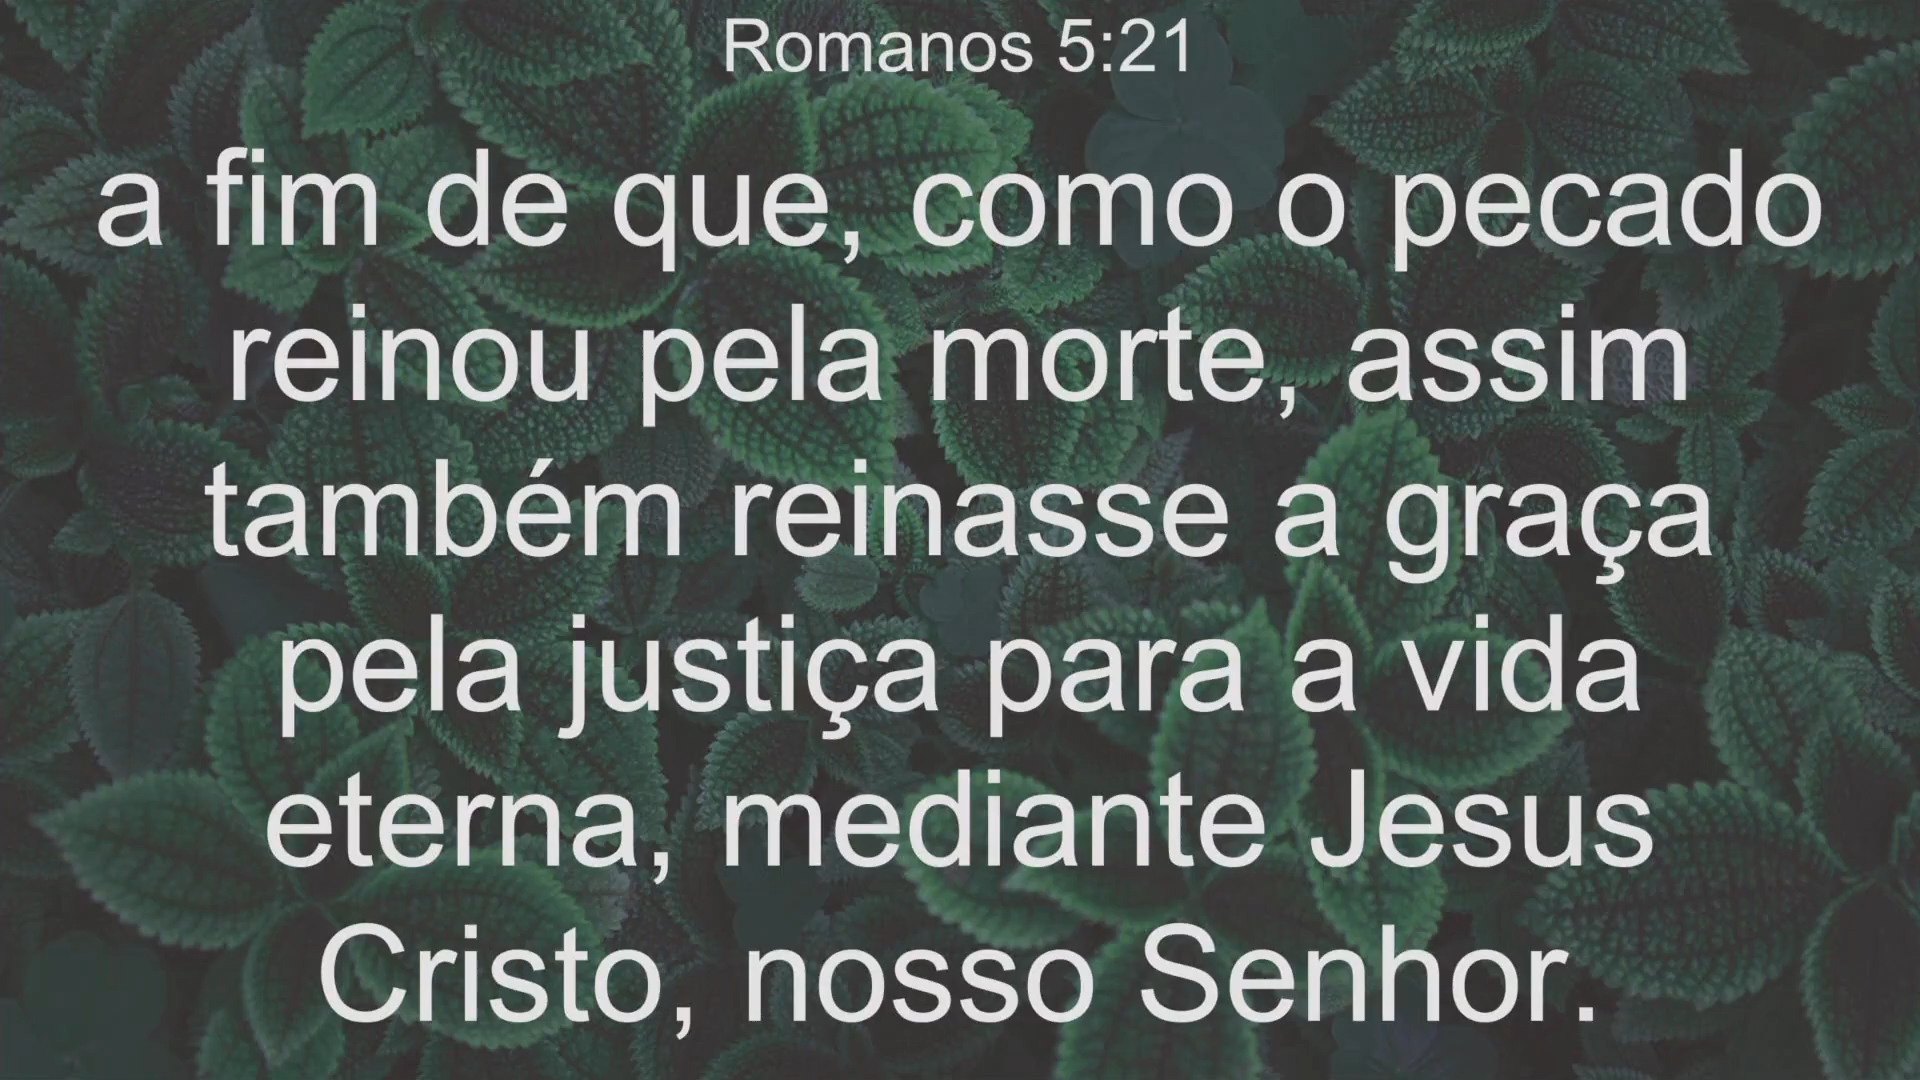 Romanos 5:21
a fim de que, como o pecado
reinou pela morte, assim
também reinasse a graça
pela justiça para a vida
eterna, mediante Jesus
Cristo, nosso Senhor.